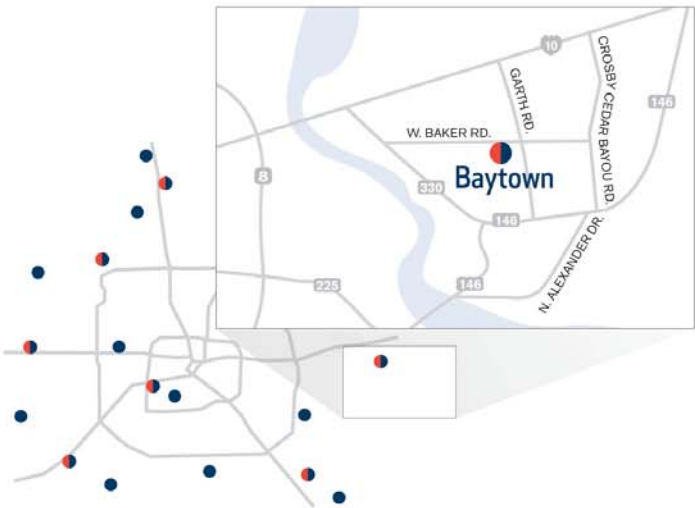 10
GARTH RD.
CROSBY CEDAR BAYOU RD.
146
W. BAKER RD.
8
330
Baytown
146
N. ALEXANDER DR.
225
146